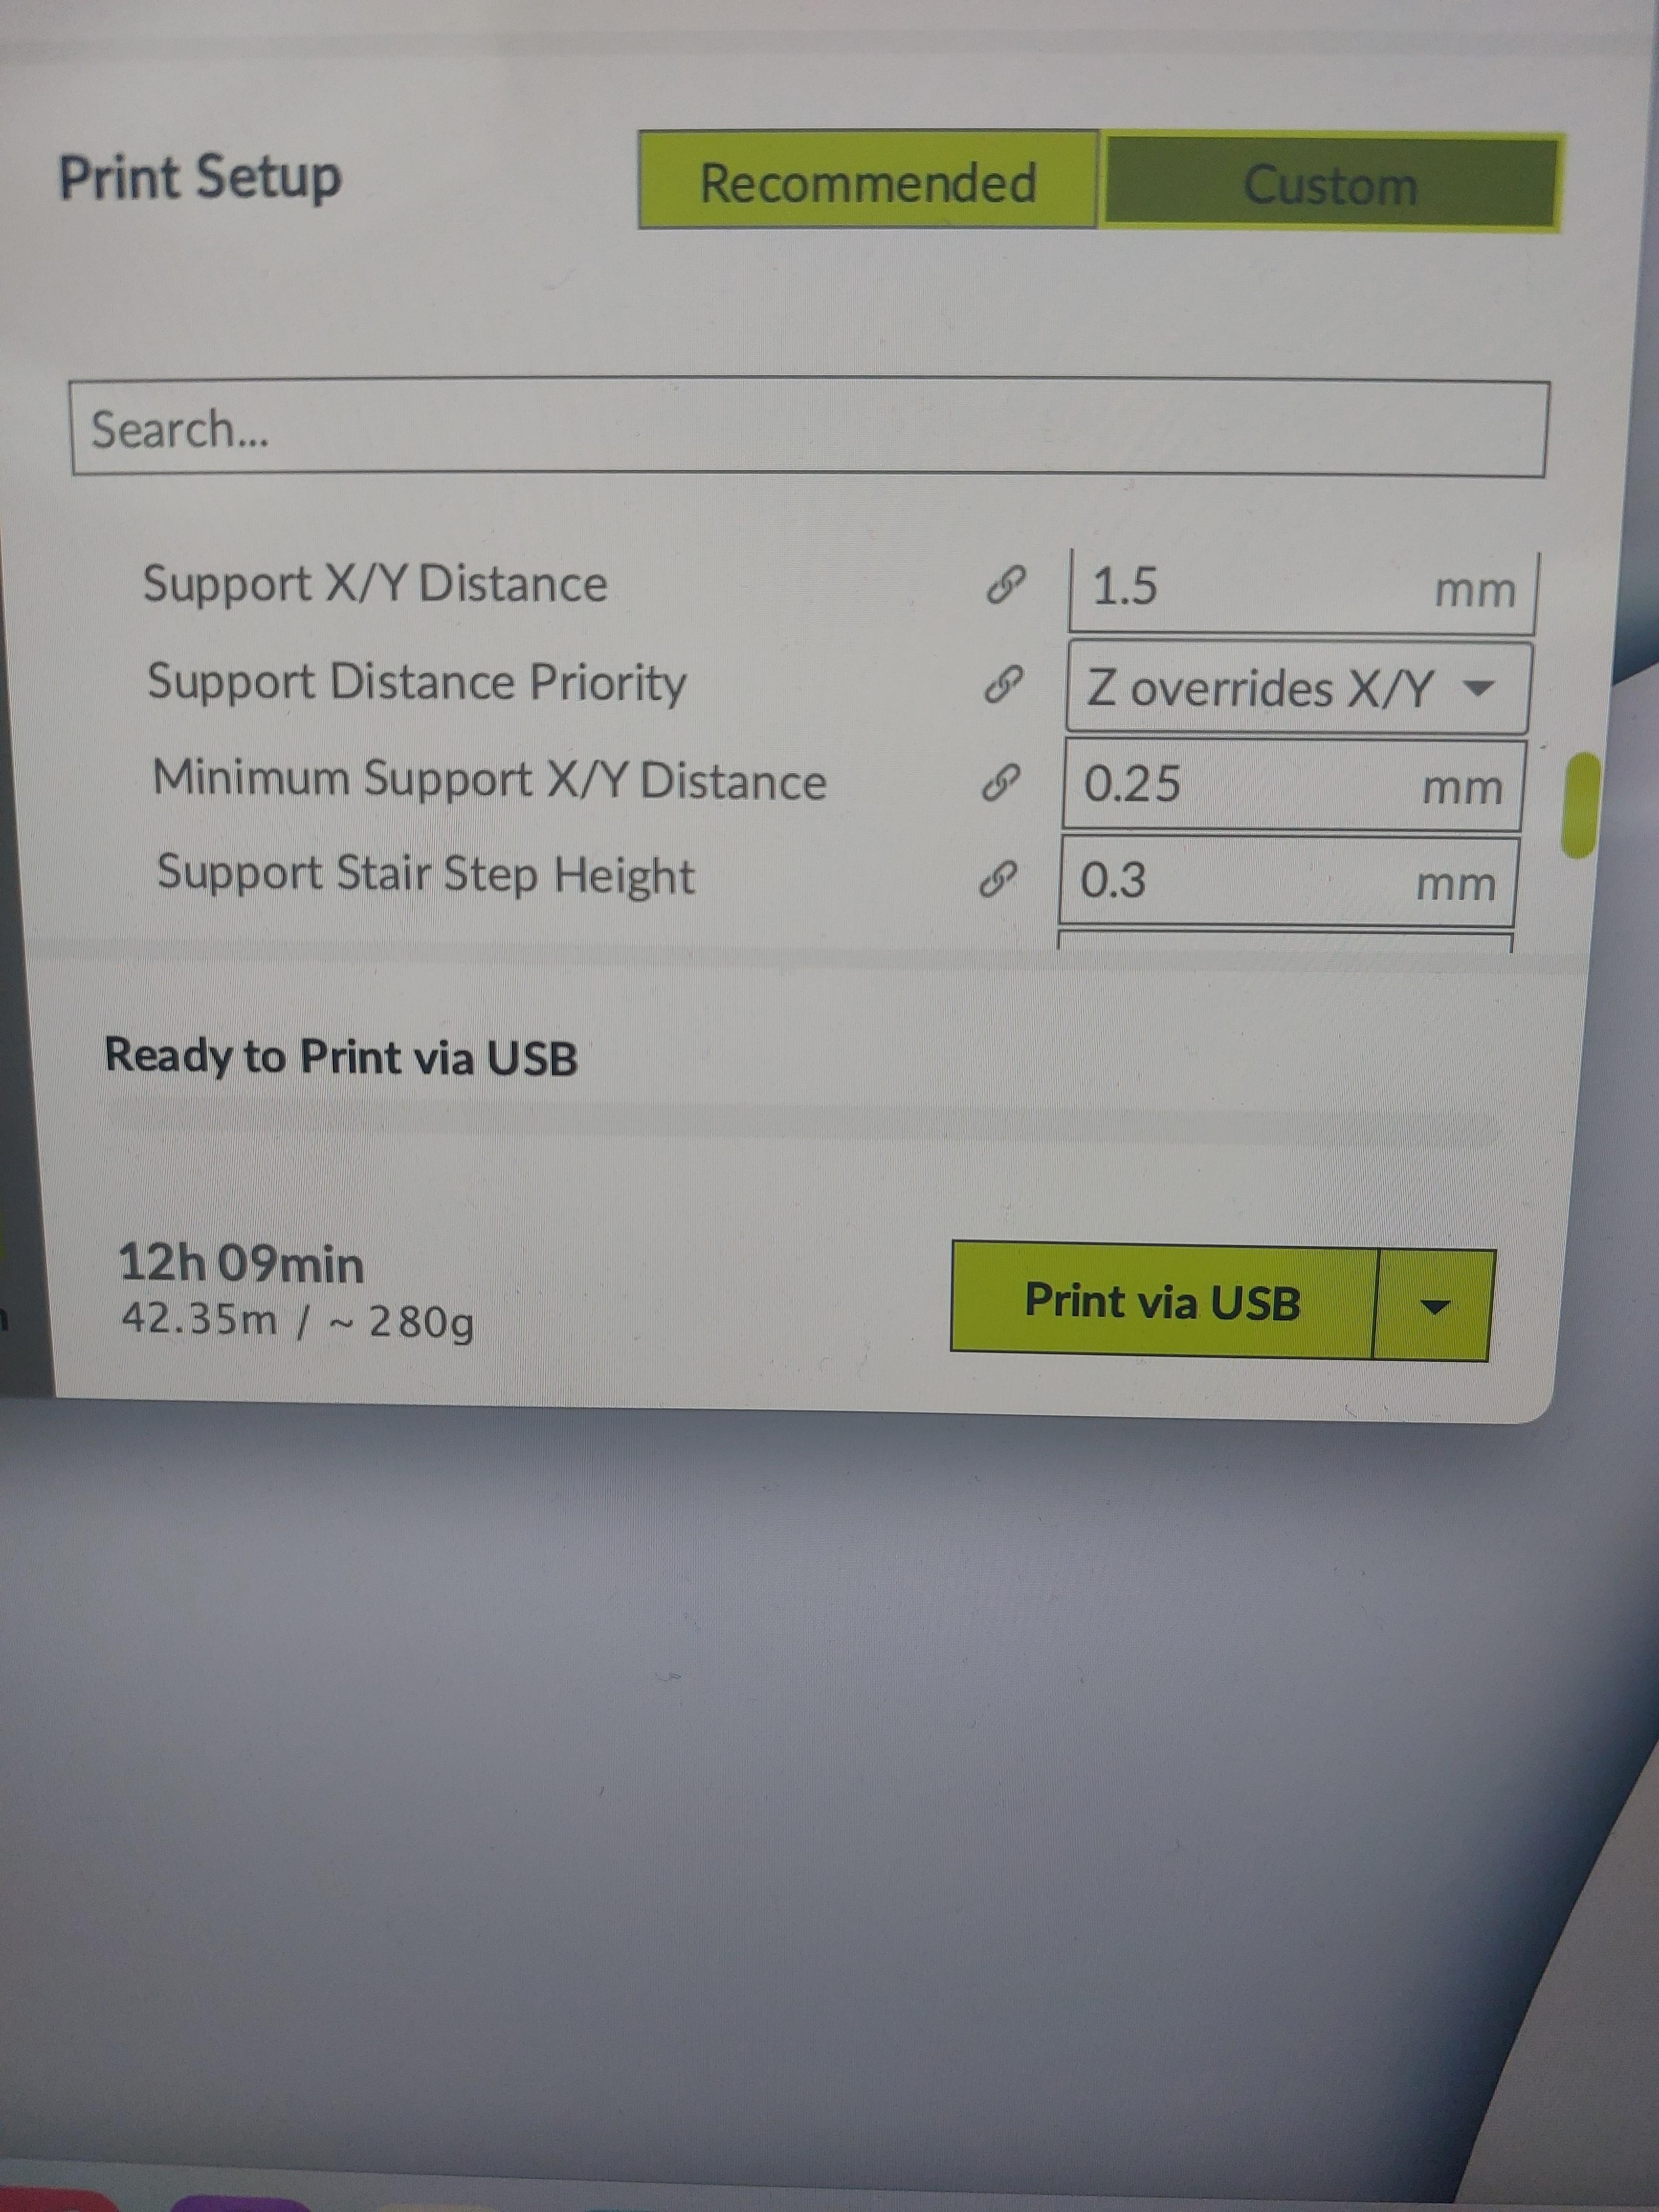 Print Setup Recommended Custom
Search...
Support X/Y Distance 1.5 mm
Support Distance Priority Z overrides X/Y
Minimum Support X/Y Distance 0.25 mm
Support Stair Step Height 0.3 mm
Ready to Print via USB
12h 09min
42.35m / ~ 280g
Print via USB